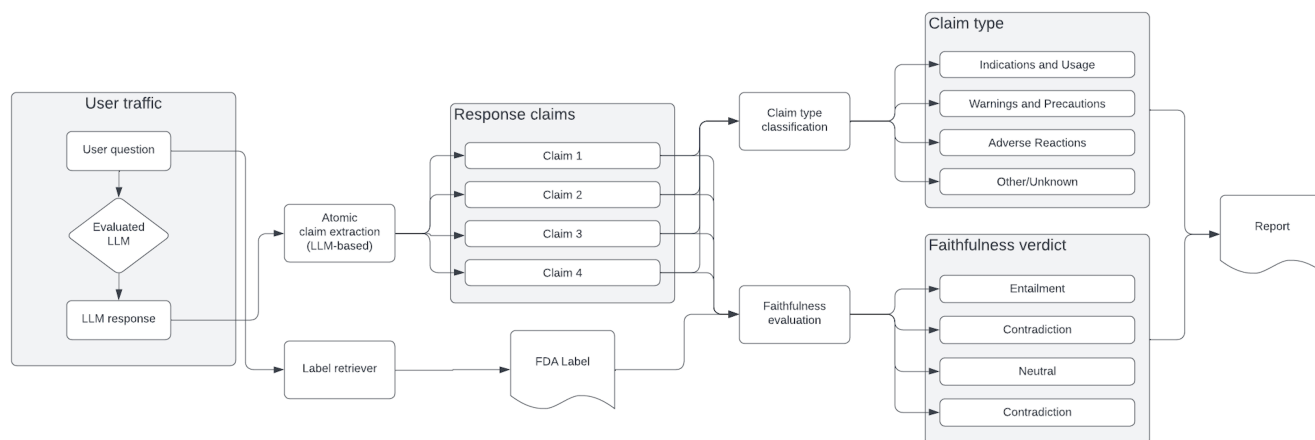 User traffic
User question
Evaluated
LLM
LLM response
Atomic
claim extraction
(LLM-based)
Label retriever
Response claims
Claim 1
Claim 2
Claim 3
Claim 4
FDA Label
Claim type
classification
Faithfulness
evaluation
Claim type
Indications and Usage
Warnings and Precautions
Adverse Reactions
Other/Unknown
Faithfulness verdict
Entailment
Contradiction
Neutral
Contradiction
Report